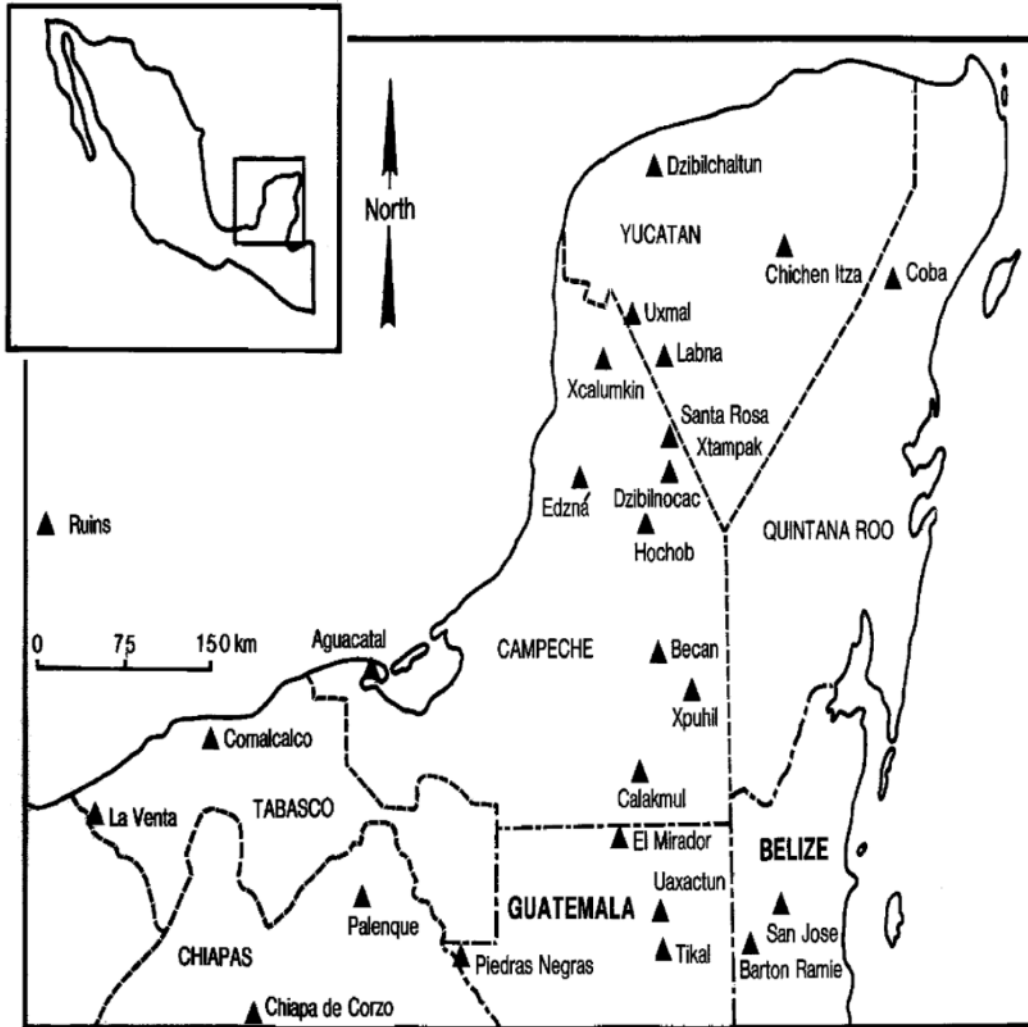 North
Dzibilchaltun
YUCATAN
Chichen Itza
Coba
Uxmal
Labna
Xcalumkin
Santa Rosa
Xtampak
Edzná
Dzibilnocac
Ruins
Hochob
QUINTANA ROO
0 75 150 km
Aguacatal
CAMPECHE
Becan
Xpuhil
Comalcalco
Calakmul
La Venta
TABASCO
El Mirador
BELIZE
Uaxactun
GUATEMALA
Palenque
San Jose
CHIAPAS
Piedras Negras
Tikal
Barton Ramie
Chiapa de Corzo